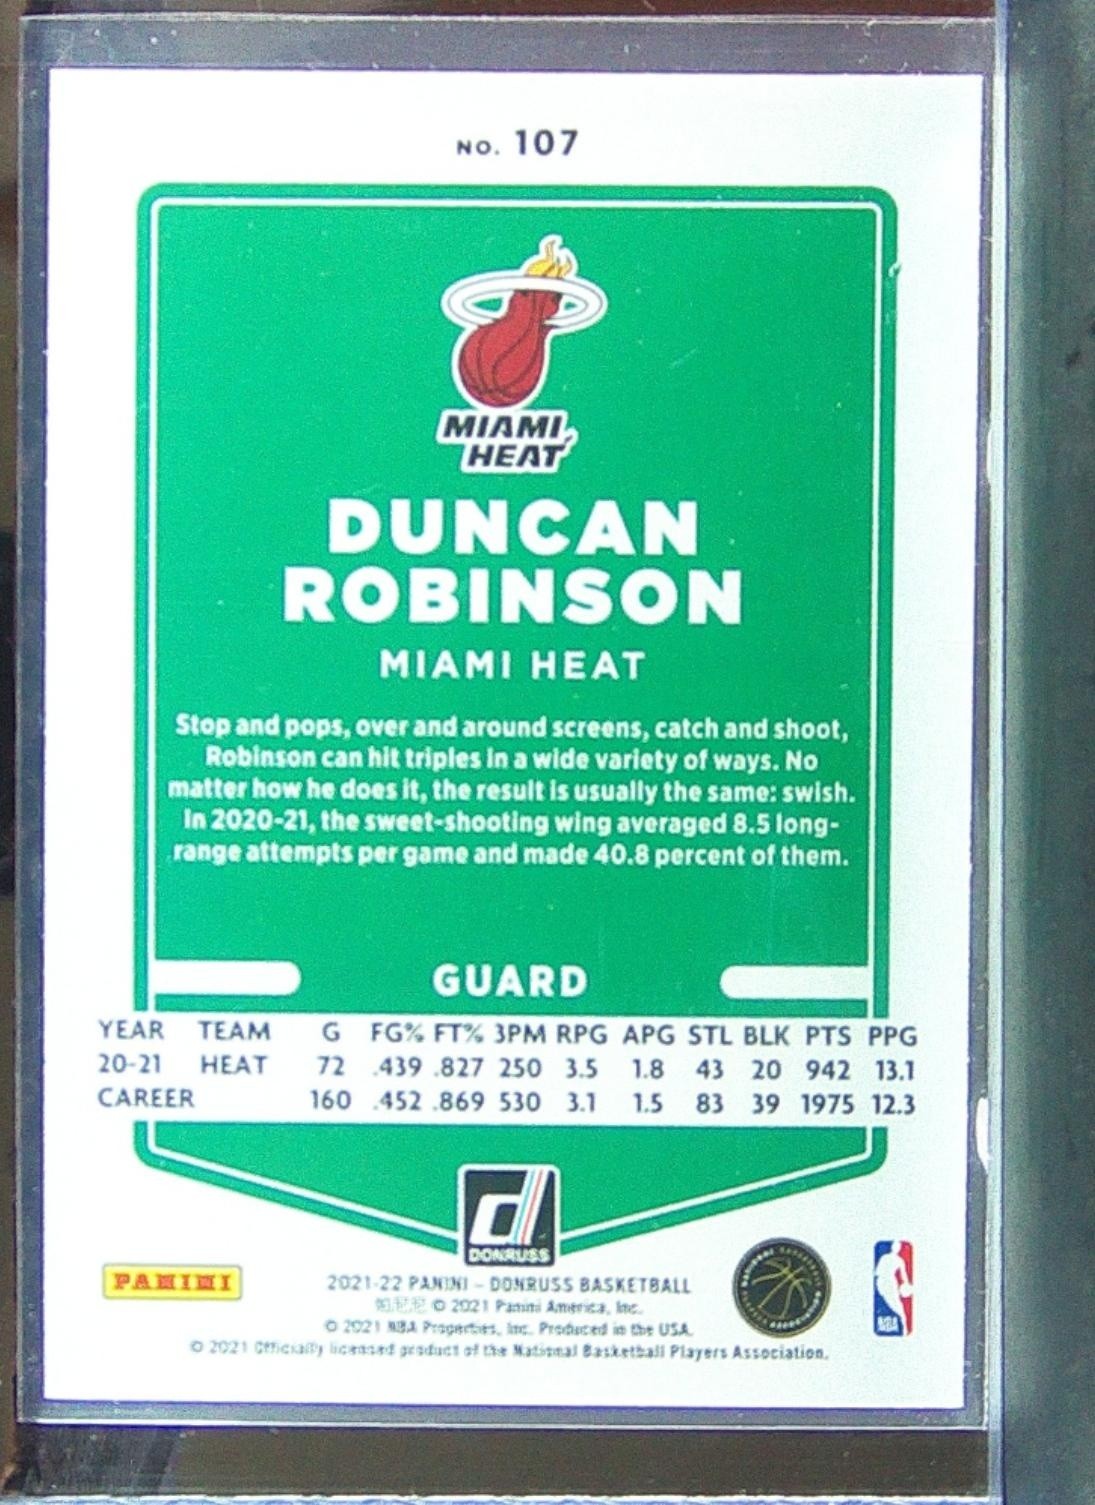 NO. 107
MIAMI
HEAT
DUNCAN
ROBINSON
MIAMI HEAT
Stop and pops, over and around screens, catch and shoot,
Robinson can hit triples in a wide variety of ways. No
matter how he does it, the result is usually the same: swish.
In 2020-21, the sweet-shooting wing averaged 8.5 long-
range attempts per game and made 40.8 percent of them.
GUARD
YEAR TEAM G FG% FT% 3PM RPG APG STL BLK PTS PPG
20-21 HEAT 72 .439 .827 250 3.5 1.8 43 20 942 13.1
CAREER 160 .452 .869 530 3.1 1.5 83 39 1975 12.3
DONRUSS
PANINI
2021-22 PANINI – DONRUSS BASKETBALL
帕尼尼 © 2021 Panini America, Inc.
© 2021 NBA Properties, Inc. Produced in the USA.
© 2021 Officially licensed product of the National Basketball Players Association.
NBA